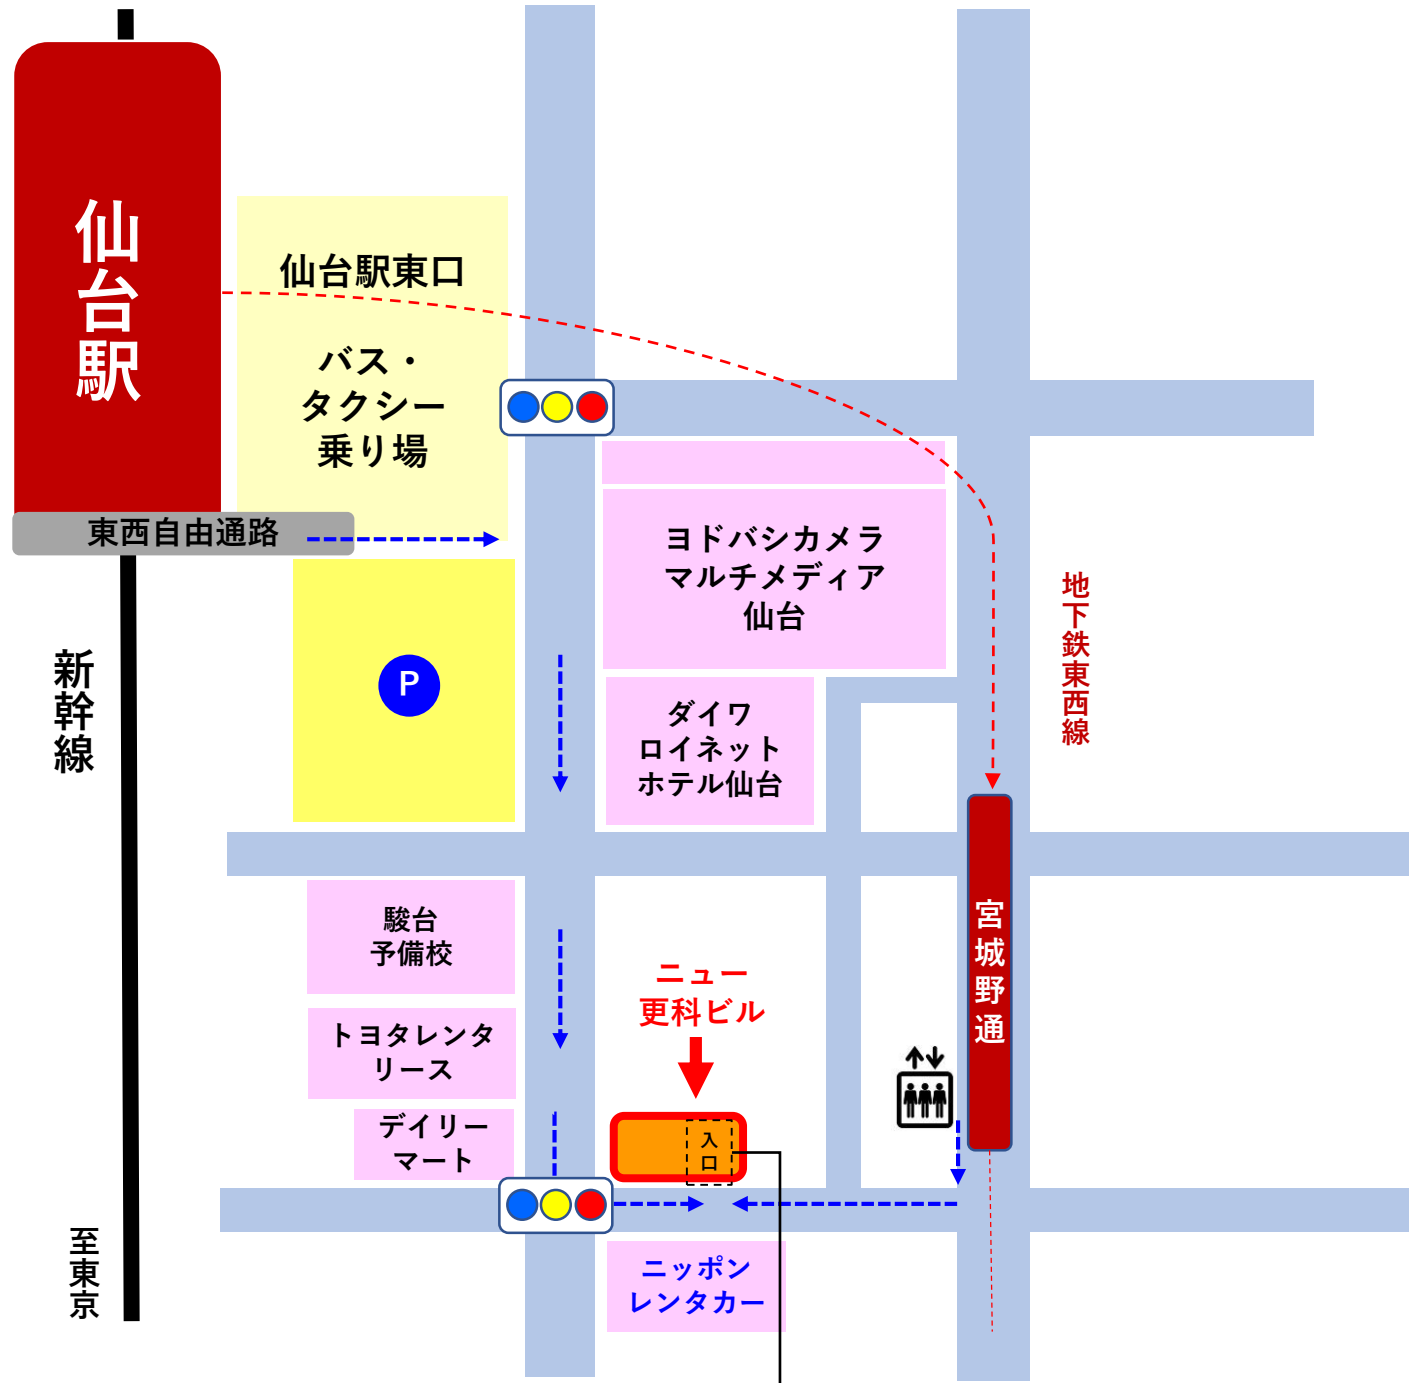 仙台駅
仙台駅東口
バス・
タクシー
乗り場
東西自由通路
ヨドバシカメラ
マルチメディア
仙台
地下鉄東西線
新幹線
P
ダイワ
ロイネット
ホテル仙台
駿台
予備校
宮城野通
ニュー
更科ビル
トヨタレンタ
リース
デイリー
マート
入
口
至東京
ニッポン
レンタカー